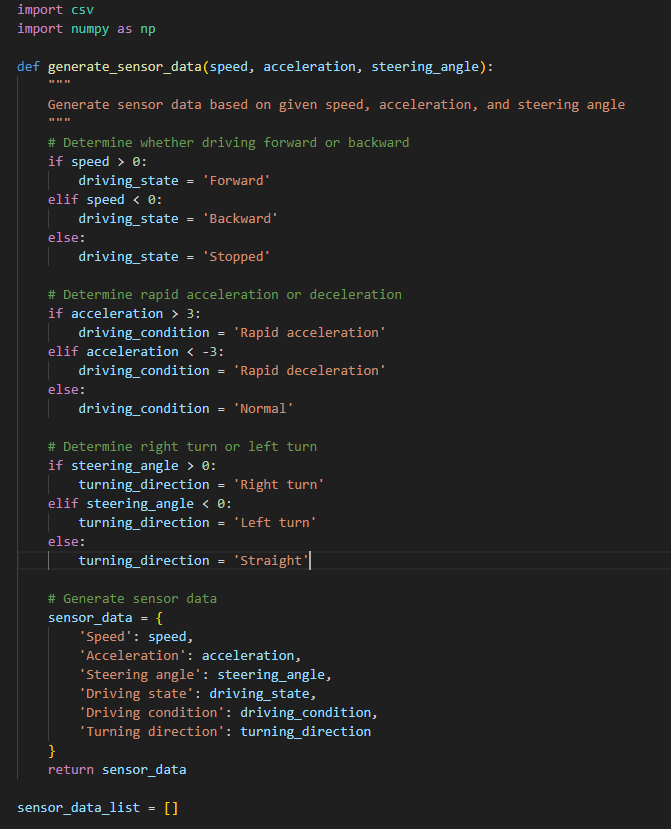 import csv
import numpy as np
def generate_sensor_data(speed, acceleration, steering_angle):
    """
    Generate sensor data based on given speed, acceleration, and steering angle
    """
    # Determine whether driving forward or backward
    if speed > 0:
        driving_state = 'Forward'
    elif speed < 0:
        driving_state = 'Backward'
    else:
        driving_state = 'Stopped'
    # Determine rapid acceleration or deceleration
    if acceleration > 3:
        driving_condition = 'Rapid acceleration'
    elif acceleration < -3:
        driving_condition = 'Rapid deceleration'
    else:
        driving_condition = 'Normal'
    # Determine right turn or left turn
    if steering_angle > 0:
        turning_direction = 'Right turn'
    elif steering_angle < 0:
        turning_direction = 'Left turn'
    else:
        turning_direction = 'Straight'
    # Generate sensor data
    sensor_data = {
        'Speed': speed,
        'Acceleration': acceleration,
        'Steering angle': steering_angle,
        'Driving state': driving_state,
        'Driving condition': driving_condition,
        'Turning direction': turning_direction
    }
    return sensor_data
sensor_data_list = []